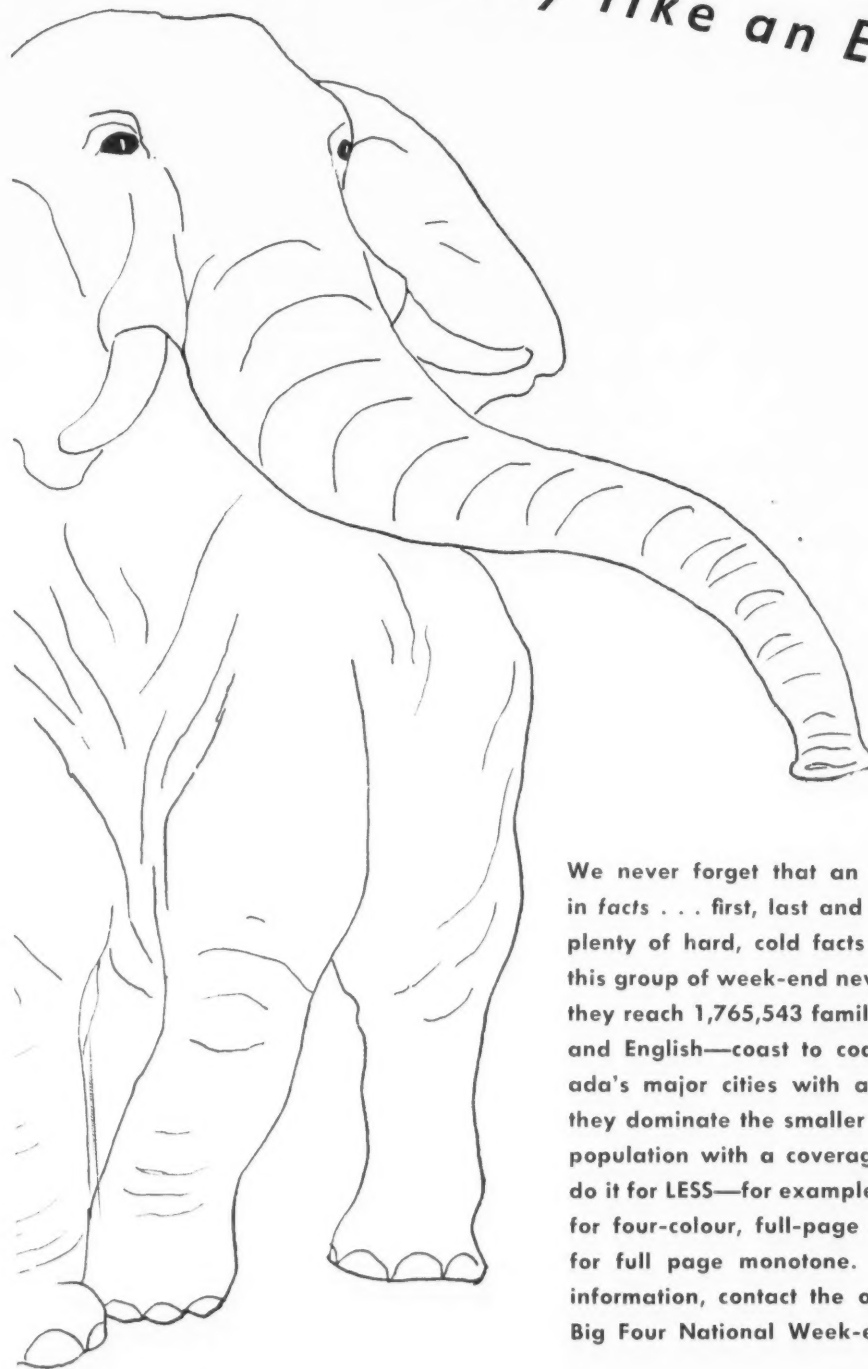 like an E
We never forget that an
in facts . . . first, last and
plenty of hard, cold facts
this group of week-end nev
they reach 1,765,543 famil
and English—coast to coa
ada's major cities with a
they dominate the smaller
population with a coverag
do it for LESS—for example
for four-colour, full-page
for full page monotone.
information, contact the o
Big Four National Week-e